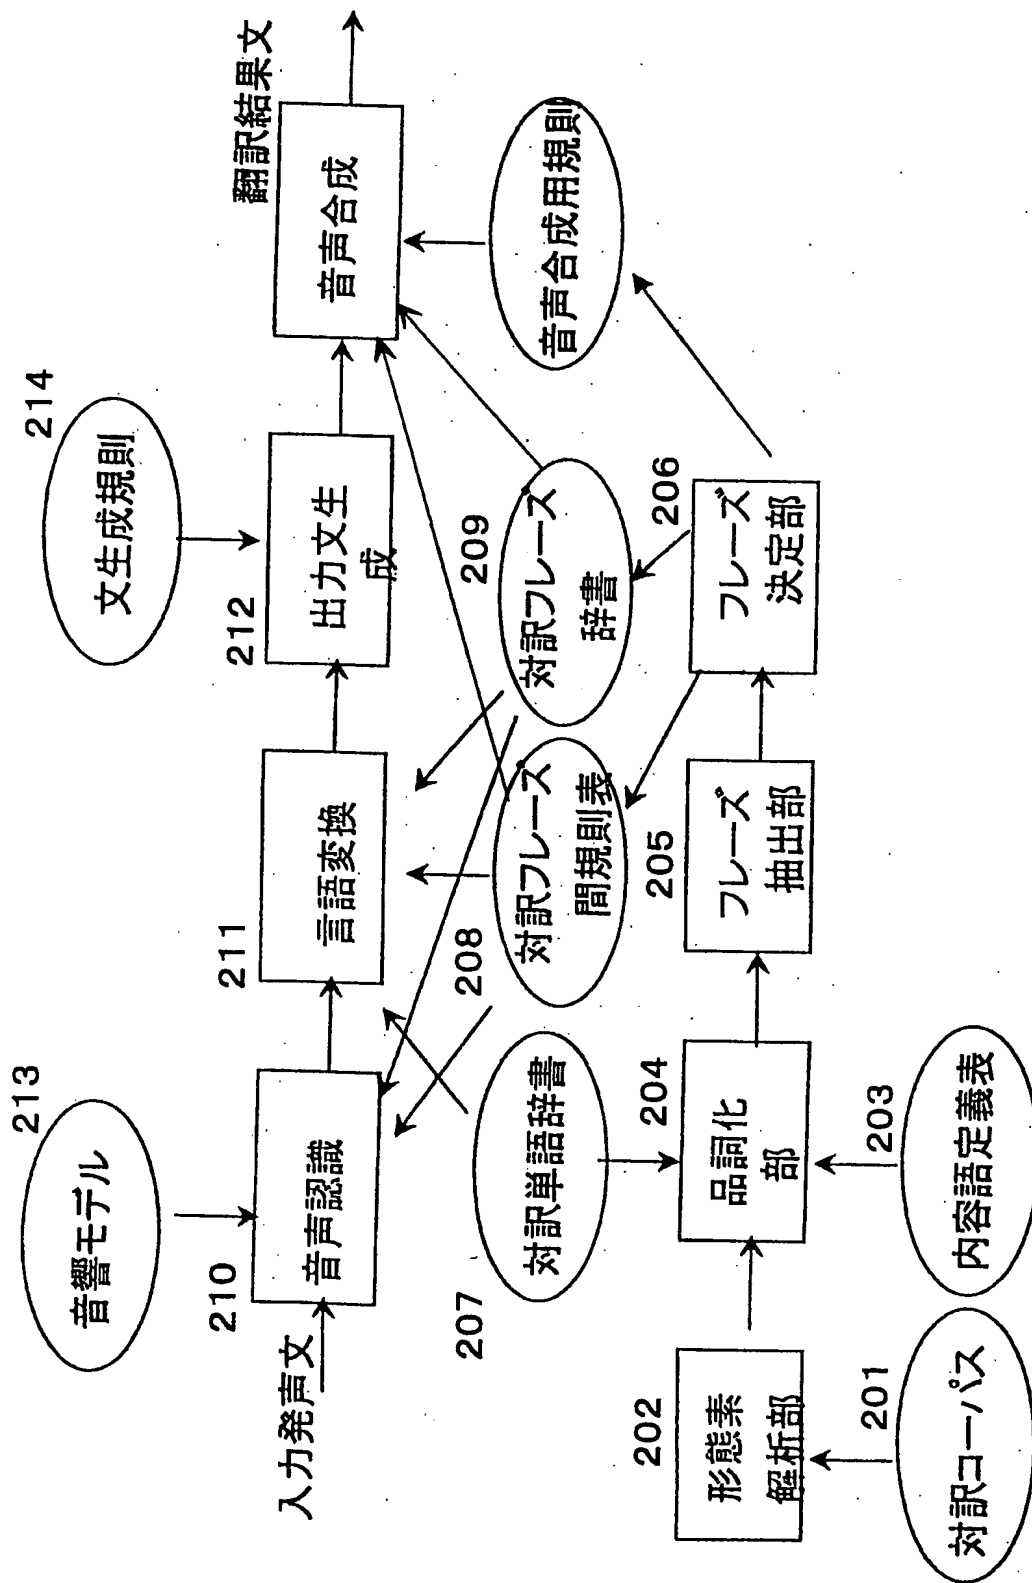 213
音響モデル
214
文生成規則
入力発声文
210
音声認識
211
言語変換
212
出力文生
成
音声合成
翻訳結果文
207
対訳単語辞書
208
対訳フレーズ
間規則表
209
対訳フレーズ
辞書
音声合成用規則
202
形態素
解析部
204
品詞化
部
205
フレーズ
抽出部
206
フレーズ
決定部
201
対訳コーパス
203
内容語定義表